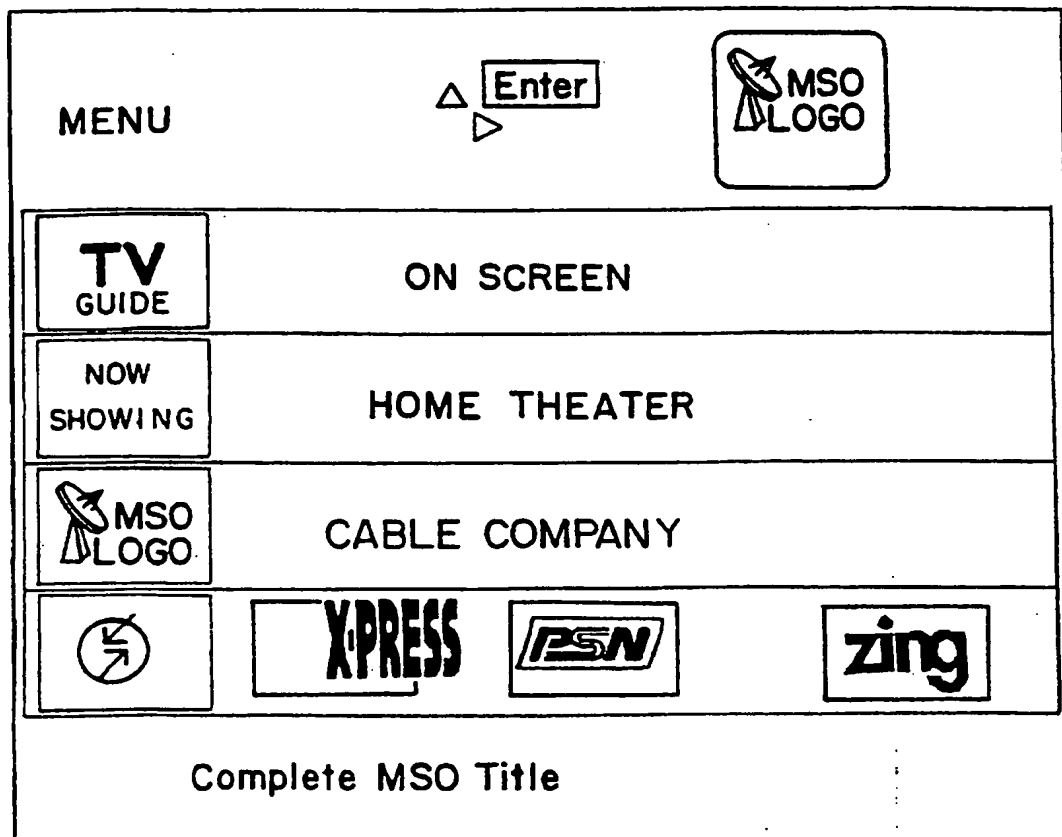 MENU
Enter
MSO
LOGO
TV
GUIDE
ON SCREEN
NOW
SHOWING
HOME THEATER
MSO
LOGO
CABLE COMPANY
X•PRESS
PSN
zing
Complete MSO Title